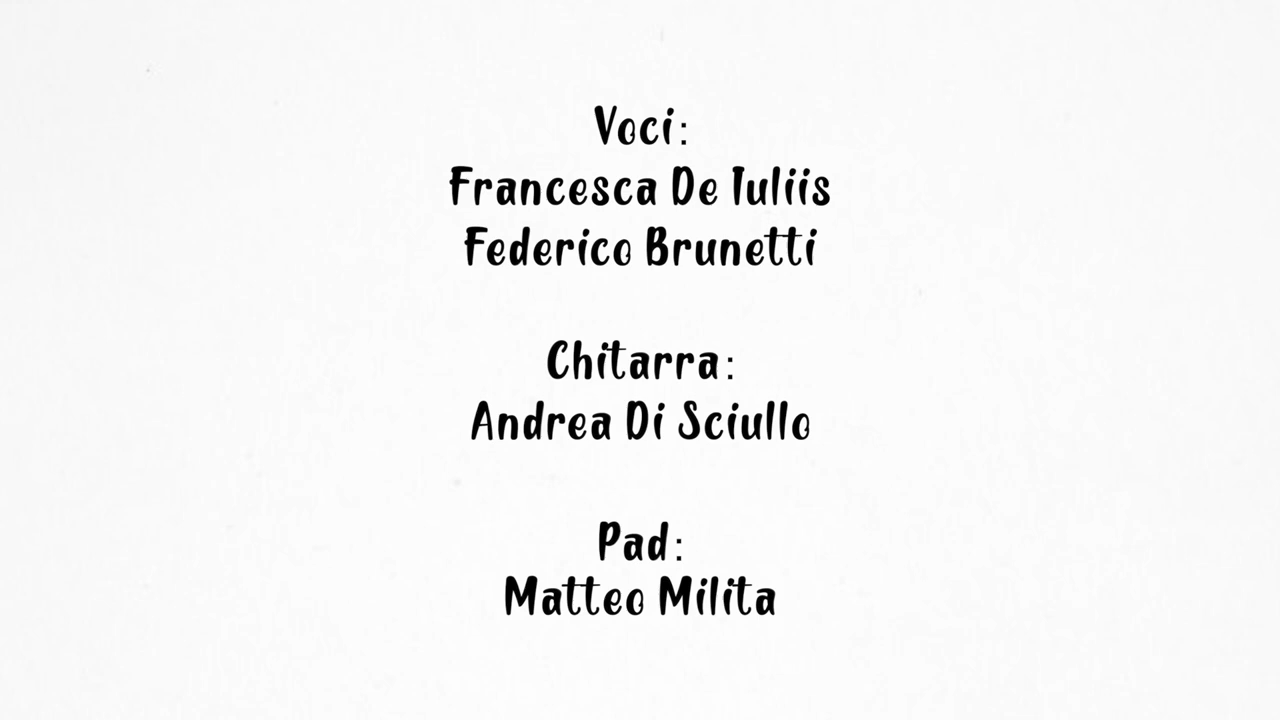 Voci:
Francesca De Iuliis
Federico Brunetti
Chitarra:
Andrea Di Sciullo
Pad:
Matteo Milita